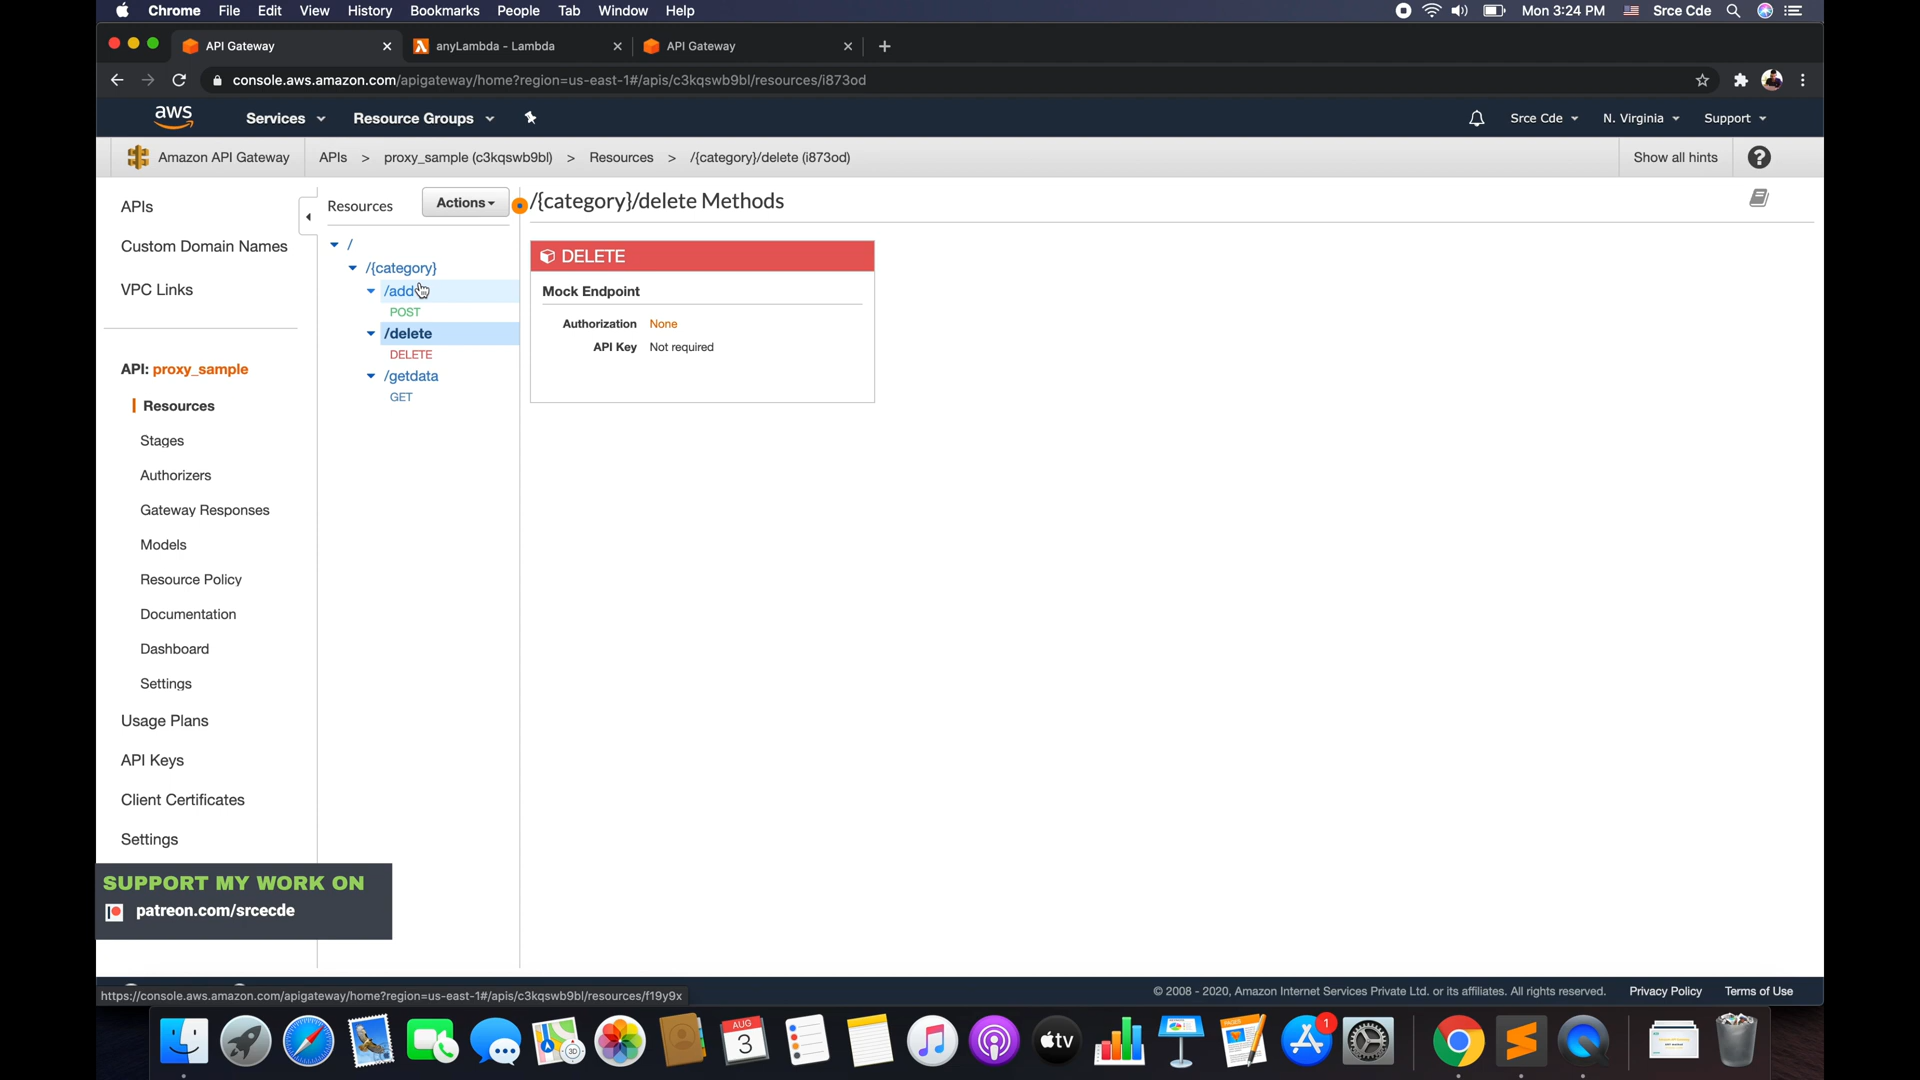 Chrome File Edit View History Bookmarks People Tab Window Help Mon 3:24 PM Srce Cde
API Gateway anyLambda - Lambda API Gateway
console.aws.amazon.com/apigateway/home?region=us-east-1#/apis/c3kqswb9bl/resources/i873od
aws Services Resource Groups Srce Cde N. Virginia Support
Amazon API Gateway APIs > proxy_sample (c3kqswb9bl) > Resources > /{category}/delete (i873od) Show all hints ?
APIs
Custom Domain Names
VPC Links
API: proxy_sample
Resources
Stages
Authorizers
Gateway Responses
Models
Resource Policy
Documentation
Dashboard
Settings
Usage Plans
API Keys
Client Certificates
Settings
Resources Actions
/
/{category}
/add
POST
/delete
DELETE
/getdata
GET
/{category}/delete Methods
DELETE
Mock Endpoint
Authorization None
API Key Not required
SUPPORT MY WORK ON
patreon.com/srcecde
https://console.aws.amazon.com/apigateway/home?region=us-east-1#/apis/c3kqswb9bl/resources/f19y9x
© 2008 - 2020, Amazon Internet Services Private Ltd. or its affiliates. All rights reserved. Privacy Policy Terms of Use
AUG
3
3D
tv
1